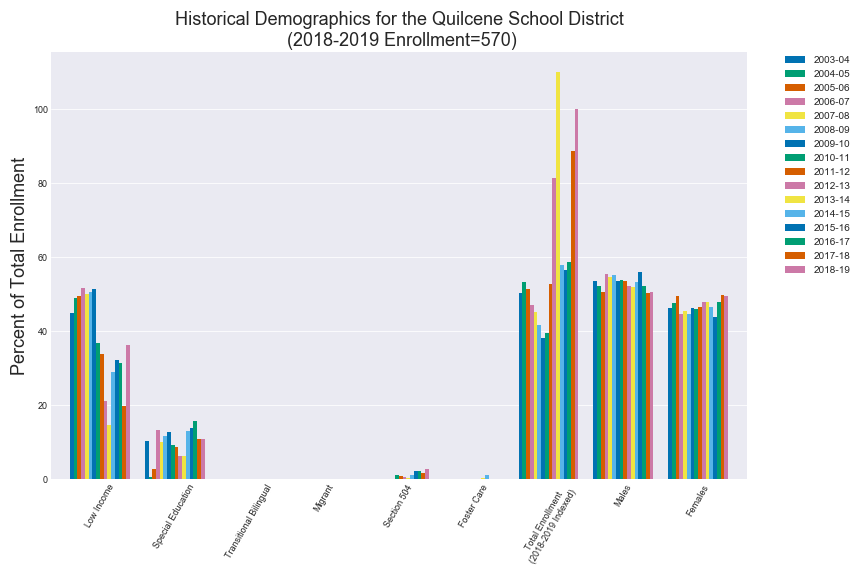 Historical Demographics for the Quilcene School District
(2018-2019 Enrollment=570)
Percent of Total Enrollment
100
80
60
40
20
0
Low Income
Special Education
Transitional Bilingual
Migrant
Section 504
Foster Care
Total Enrollment
(2018-2019 Indexed)
Males
Females
2003-04
2004-05
2005-06
2006-07
2007-08
2008-09
2009-10
2010-11
2011-12
2012-13
2013-14
2014-15
2015-16
2016-17
2017-18
2018-19